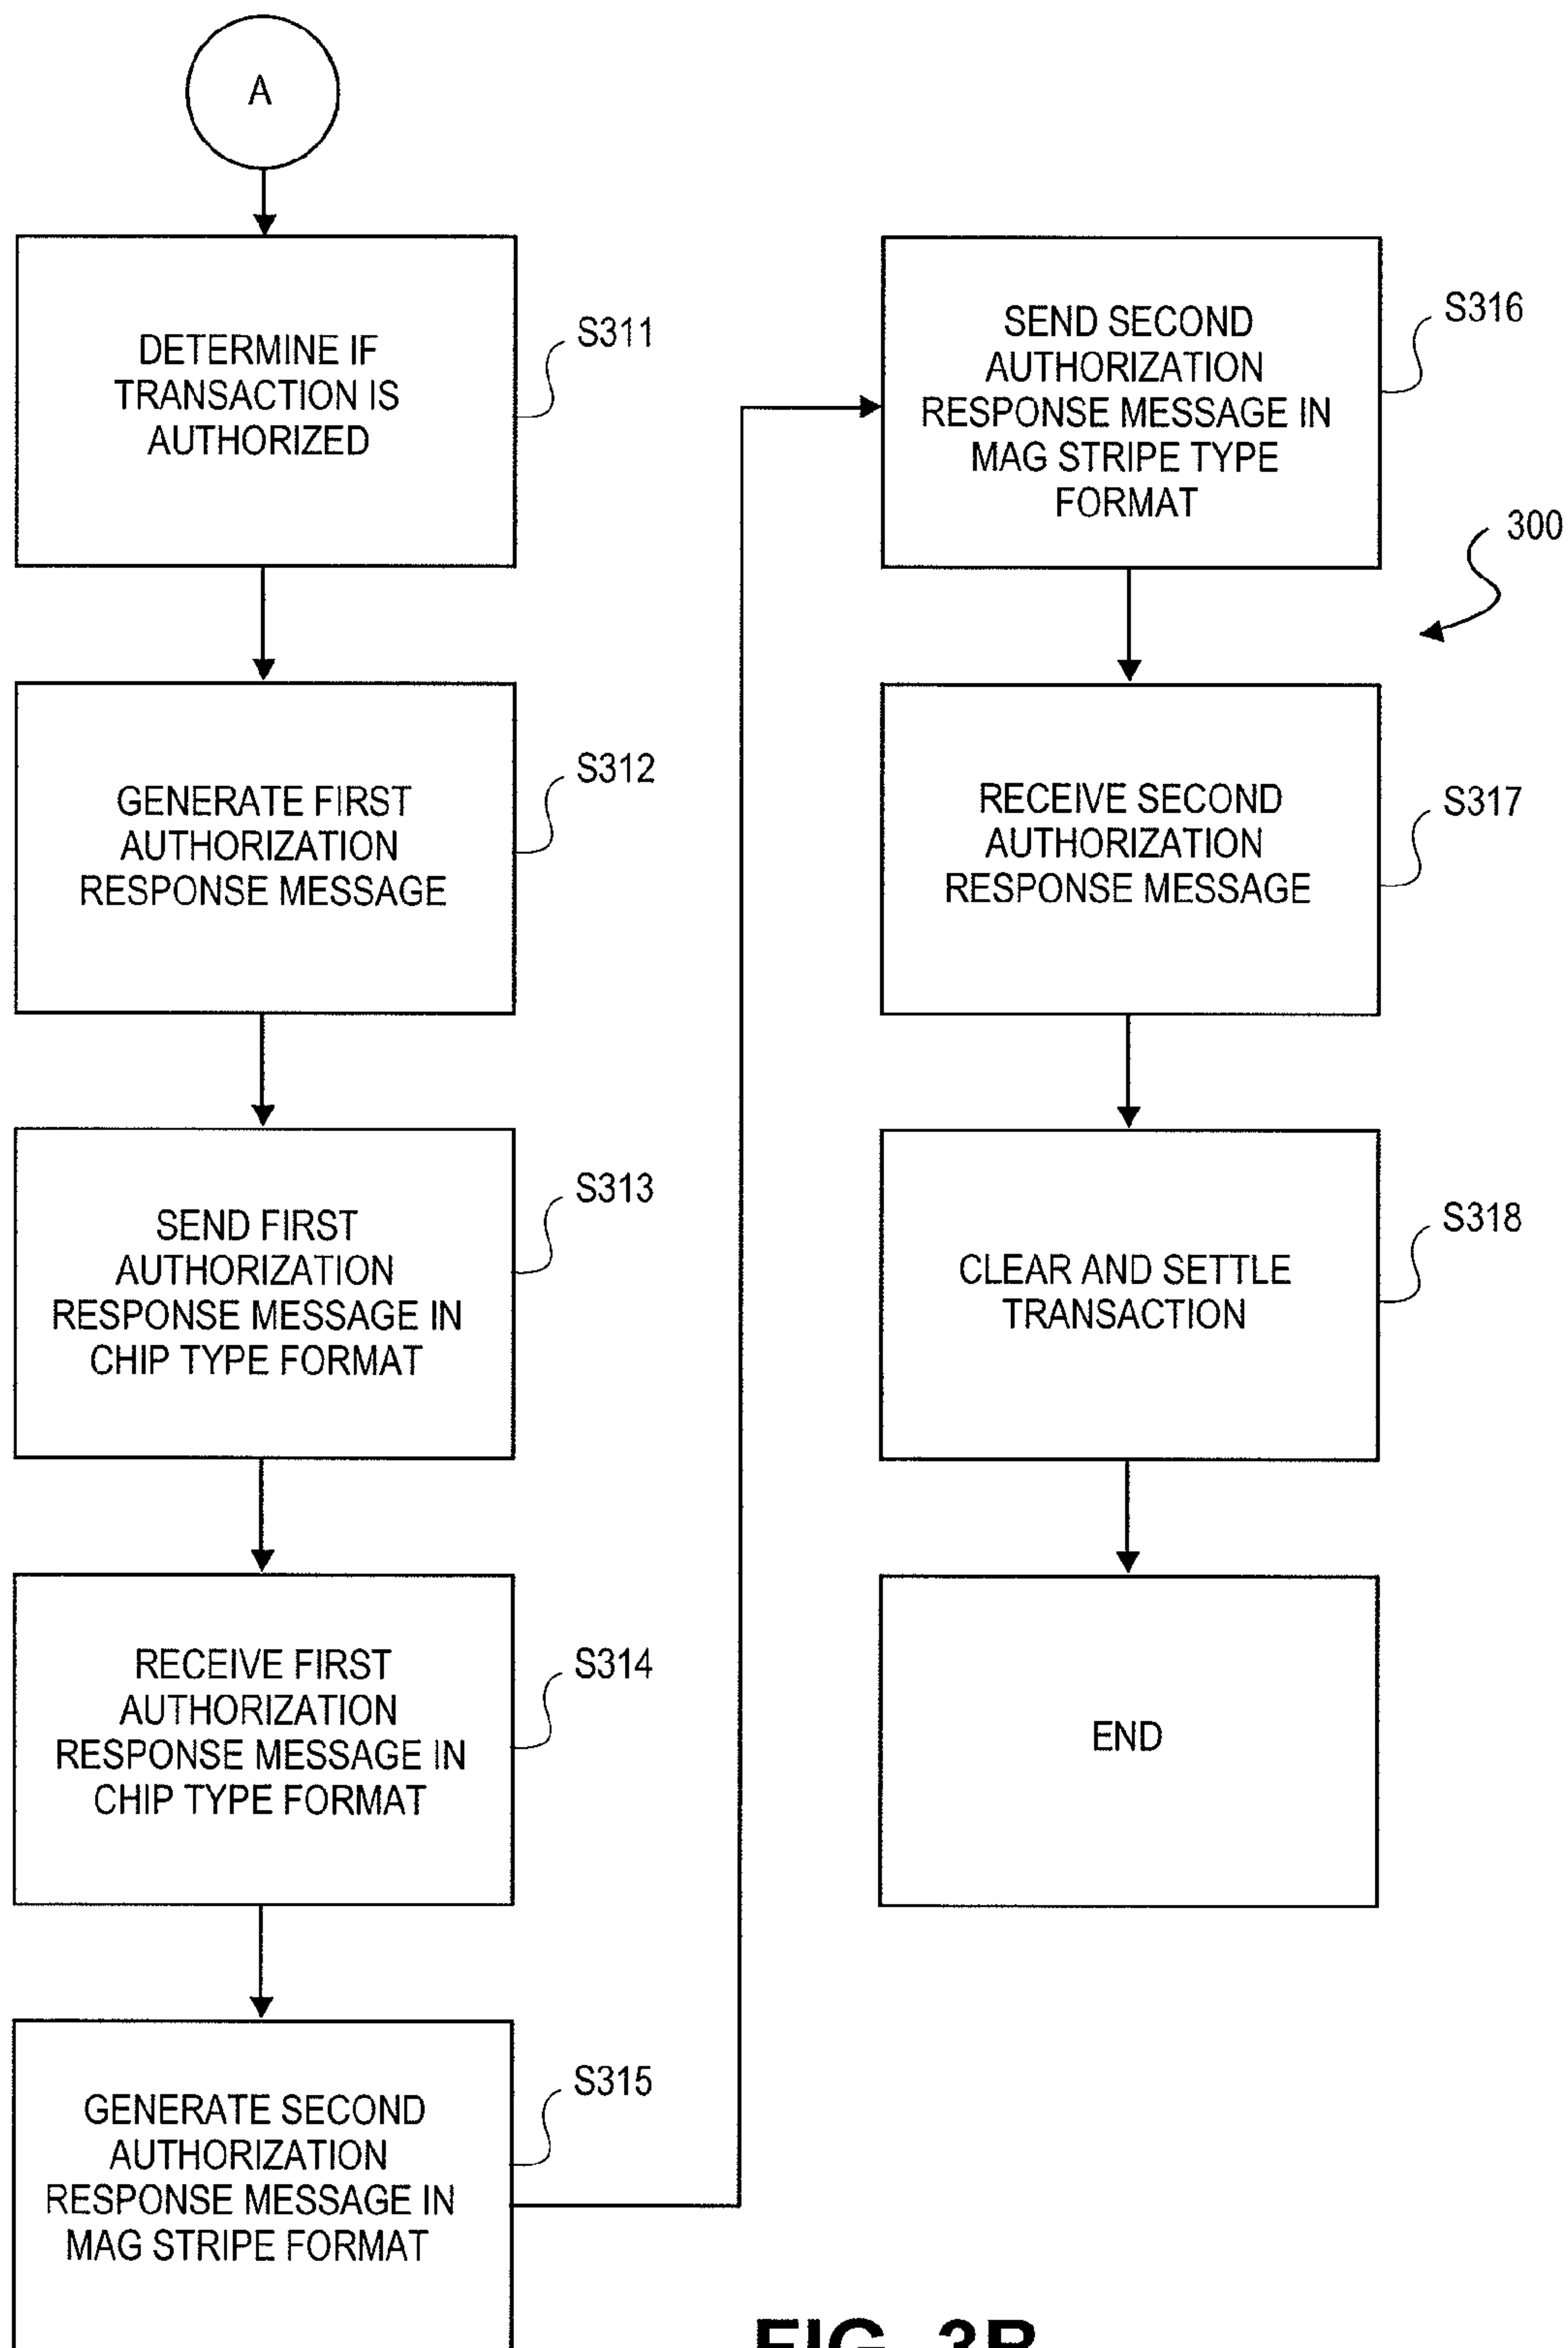 A
DETERMINE IF
TRANSACTION IS
AUTHORIZED
S311
GENERATE FIRST
AUTHORIZATION
RESPONSE MESSAGE
S312
SEND FIRST
AUTHORIZATION
RESPONSE MESSAGE IN
CHIP TYPE FORMAT
S313
RECEIVE FIRST
AUTHORIZATION
RESPONSE MESSAGE IN
CHIP TYPE FORMAT
S314
GENERATE SECOND
AUTHORIZATION
RESPONSE MESSAGE IN
MAG STRIPE FORMAT
S315
SEND SECOND
AUTHORIZATION
RESPONSE MESSAGE IN
MAG STRIPE TYPE
FORMAT
S316
300
RECEIVE SECOND
AUTHORIZATION
RESPONSE MESSAGE
S317
CLEAR AND SETTLE
TRANSACTION
S318
END
FIG. 3B